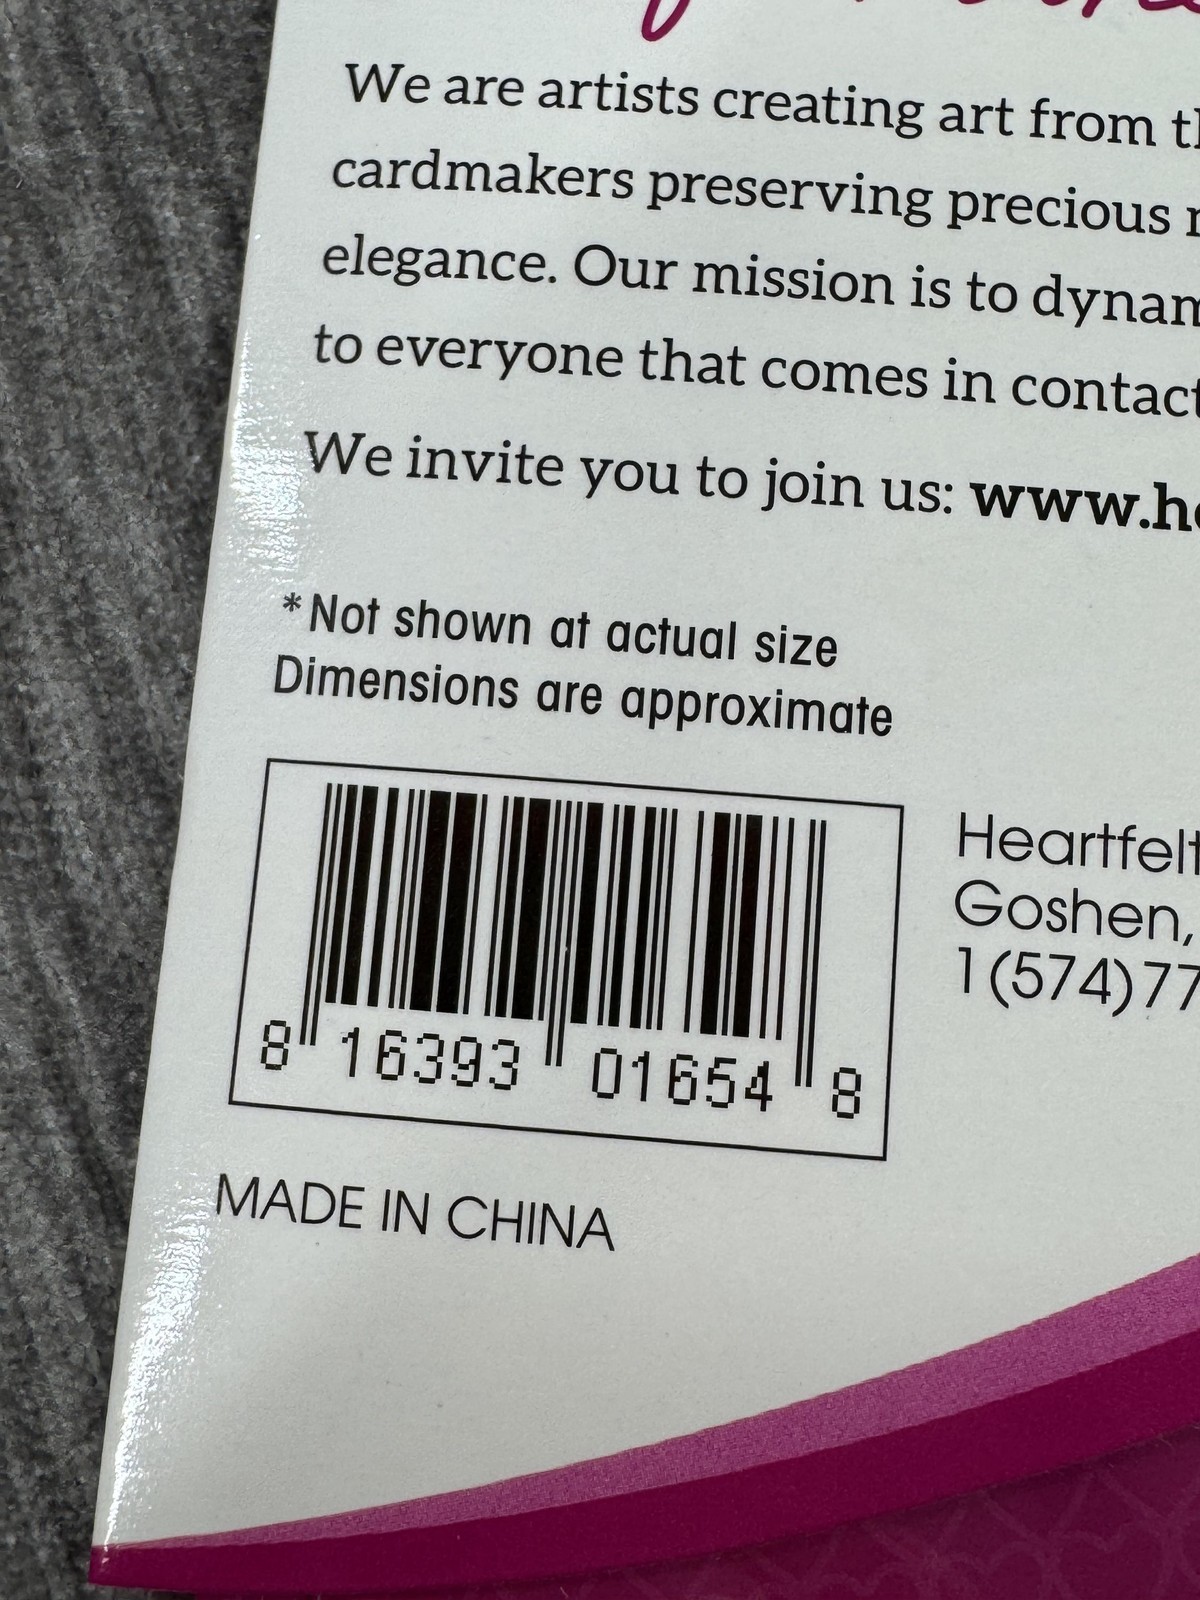 We are artists creating art from
cardmakers preserving precious
elegance. Our mission is to
to everyone that comes in contact
We invite you to join us: www.
*Not shown at actual size
Dimensions are approximate
Heartfelt
Goshen,
1(574)77
8 16393 01654 8
MADE IN CHINA